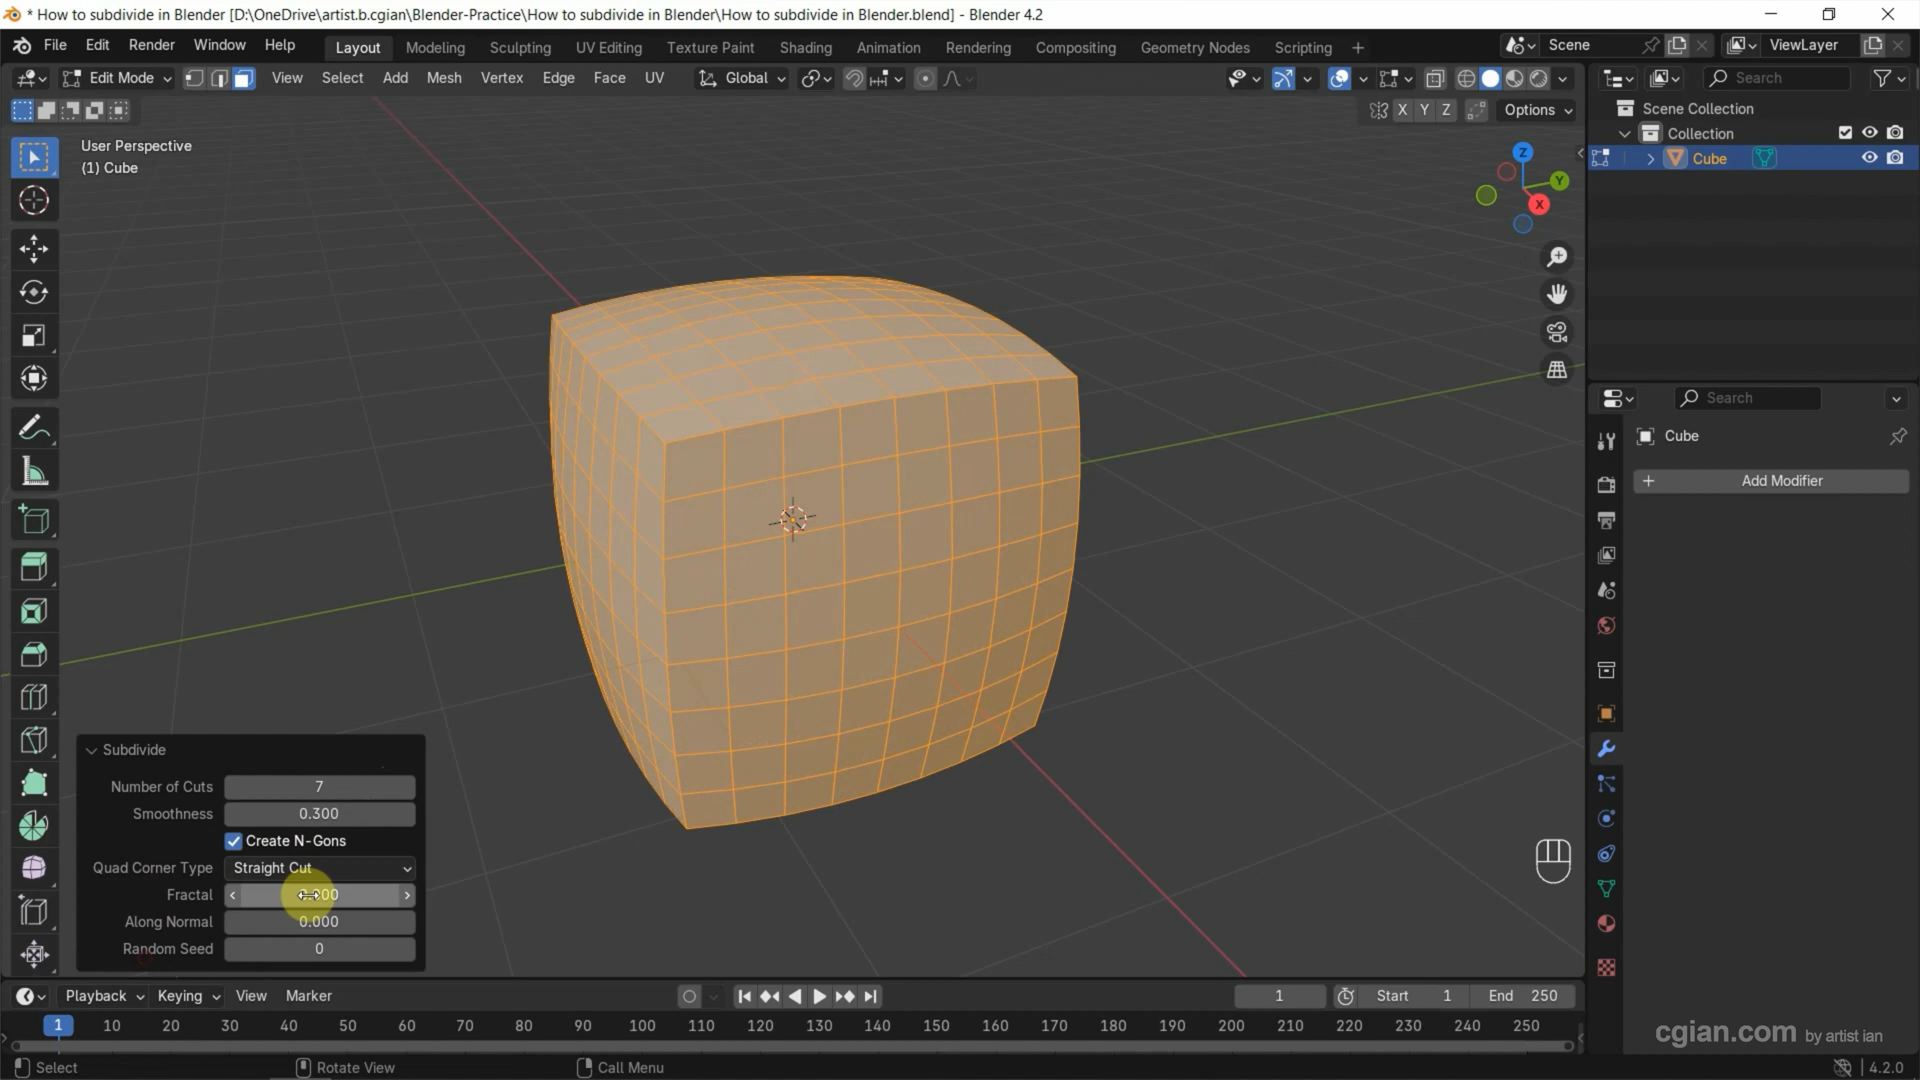 * How to subdivide in Blender [D:\OneDrive\artist.b.cgian\Blender-Practice\How to subdivide in Blender\How to subdivide in Blender.blend] - Blender 4.2
File Edit Render Window Help Layout Modeling Sculpting UV Editing Texture Paint Shading Animation Rendering Compositing Geometry Nodes Scripting + Scene ViewLayer
Edit Mode View Select Add Mesh Vertex Edge Face UV Global Search
X Y Z Options
User Perspective
(1) Cube
Z
Y
X
Scene Collection
Collection
Cube
Search
Cube
+ Add Modifier
Subdivide
Number of Cuts 7
Smoothness 0.300
Create N-Gons
Quad Corner Type Straight Cut
Fractal
Along Normal 0.000
Random Seed 0
Playback Keying View Marker 1 Start 1 End 250
1 10 20 30 40 50 60 70 80 90 100 110 120 130 140 150 160 170 180 190 200 210 220 230 240 250
cgian.com by artist ian
Select Rotate View Call Menu 4.2.0